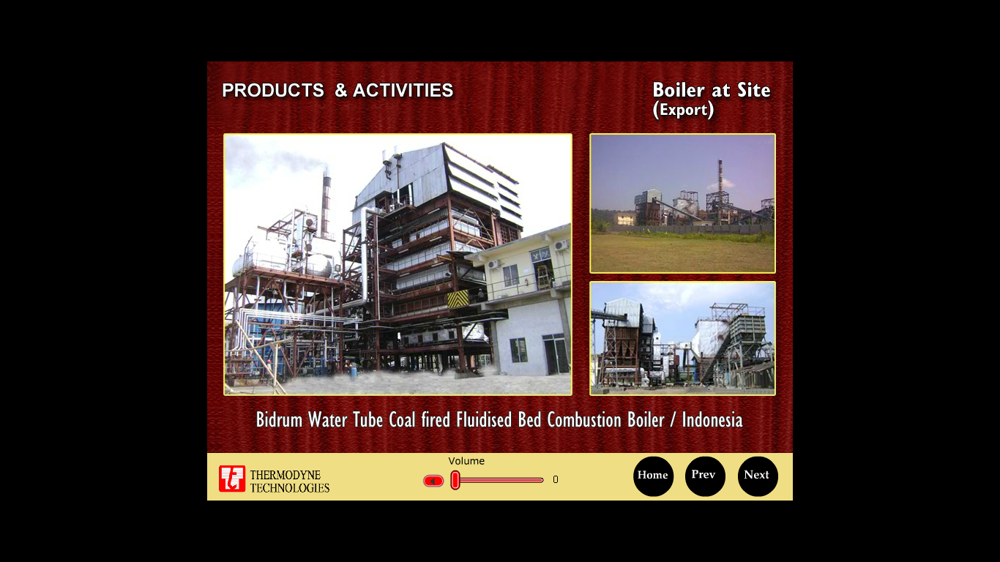 PRODUCTS & ACTIVITIES
Boiler at Site
(Export)
Bidrum Water Tube Coal fired Fluidised Bed Combustion Boiler / Indonesia
THERMODYNE
TECHNOLOGIES
Volume
0
Home
Prev
Next